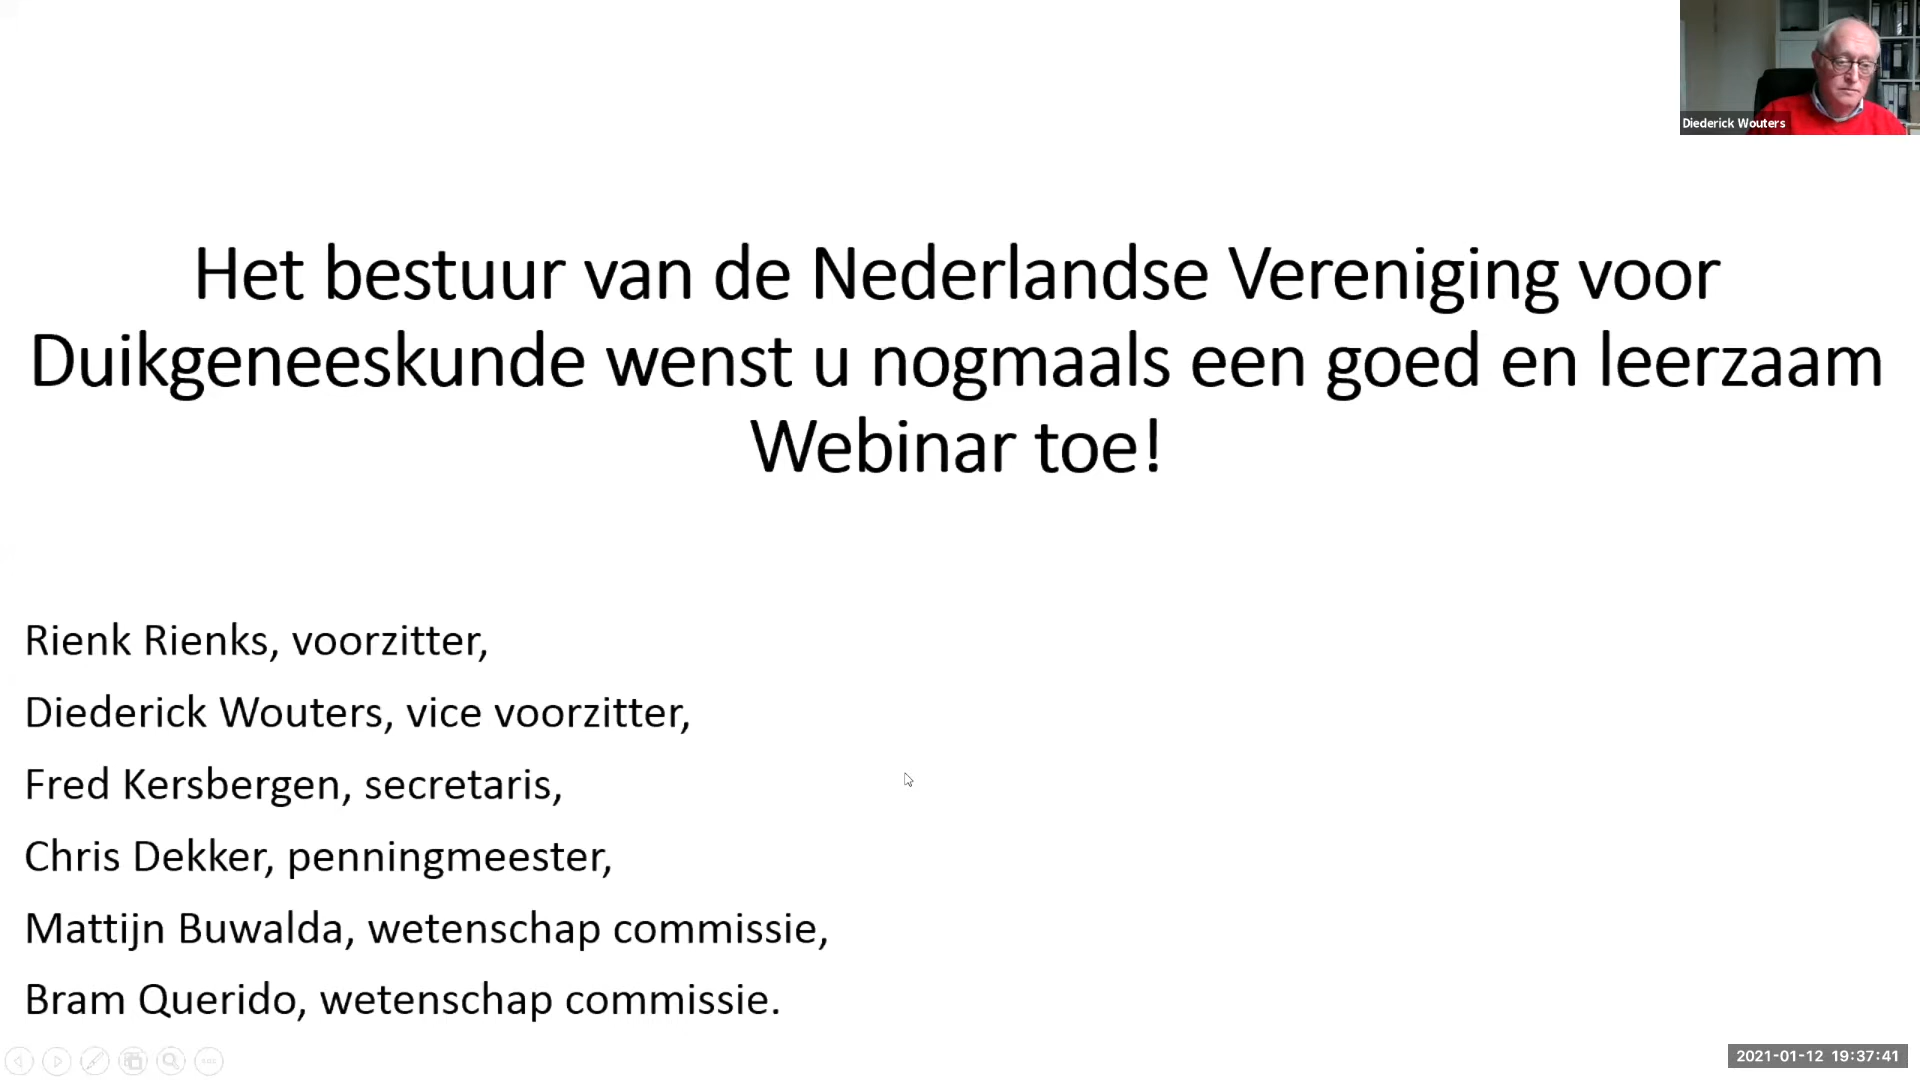 Diederick Wouters
Het bestuur van de Nederlandse Vereniging voor
Duikgeneeskunde wenst u nogmaals een goed en leerzaam
Webinar toe!
Rienk Rienks, voorzitter,
Diederick Wouters, vice voorzitter,
Fred Kersbergen, secretaris,
Chris Dekker, penningmeester,
Mattijn Buwalda, wetenschap commissie,
Bram Querido, wetenschap commissie.
2021-01-12 19:37:41